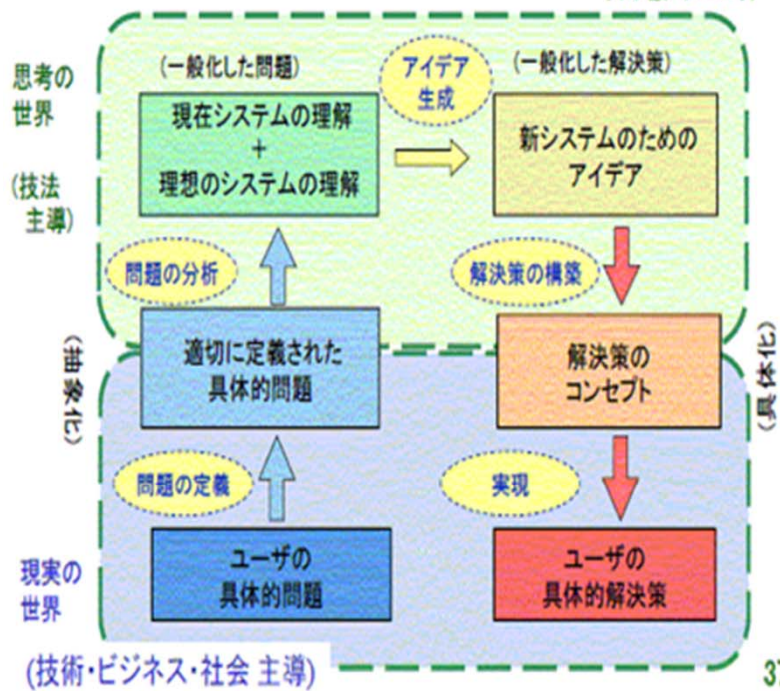 思考の
世界
(技法
主導)
(一般化した問題)
現在システムの理解
+
理想のシステムの理解
アイデア
生成
(一般化した解決策)
新システムのための
アイデア
問題の分析
解決策の構築
(抽象化)
適切に定義された
具体的問題
解決策の
コンセプト
(具体化)
問題の定義
実現
現実の
世界
ユーザの
具体的問題
ユーザの
具体的解決策
(技術・ビジネス・社会 主導)